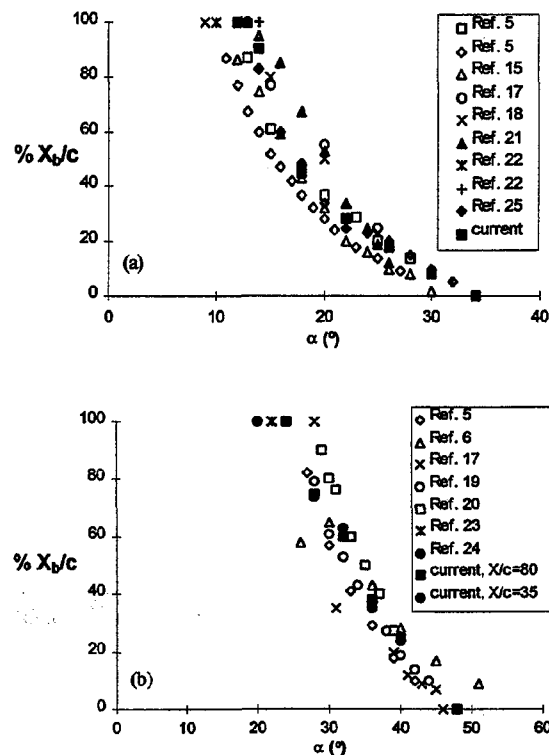 100
80
60
40
20
0
% Xb/c
(a)
0
10
20
30
40
α (°)
Ref. 5
Ref. 5
Ref. 15
Ref. 17
Ref. 18
Ref. 21
Ref. 22
Ref. 22
Ref. 25
current
100
80
60
40
20
0
% Xb/c
(b)
0
10
20
30
40
50
60
α (°)
Ref. 5
Ref. 6
Ref. 17
Ref. 19
Ref. 20
Ref. 23
Ref. 24
current, X/c=80
current, X/c=35